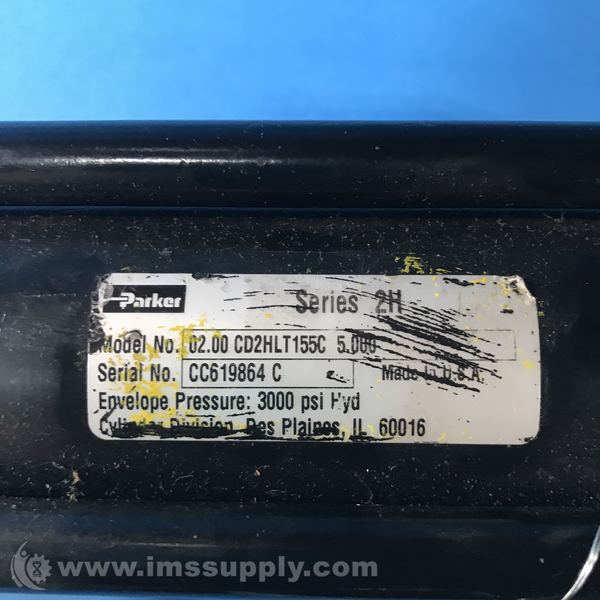 Parker
Series 2H
Model No. 02.00 CD2HLT155C 5.000
Serial No. CC619864 C
Made In U.S.A.
Envelope Pressure: 3000 psi Hyd
Cylinder Division, Des Plaines, IL 60016
www.imssupply.com